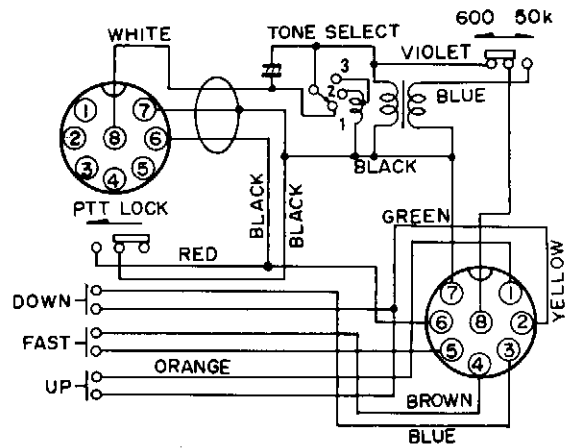 600 50k
WHITE
TONE SELECT
VIOLET
3
2
1
BLUE
1
7
2
8
6
3
4
5
BLACK
PTT LOCK
BLACK
BLACK
GREEN
RED
YELLOW
DOWN
7
1
6
8
2
FAST
5
4
3
ORANGE
UP
BROWN
BLUE